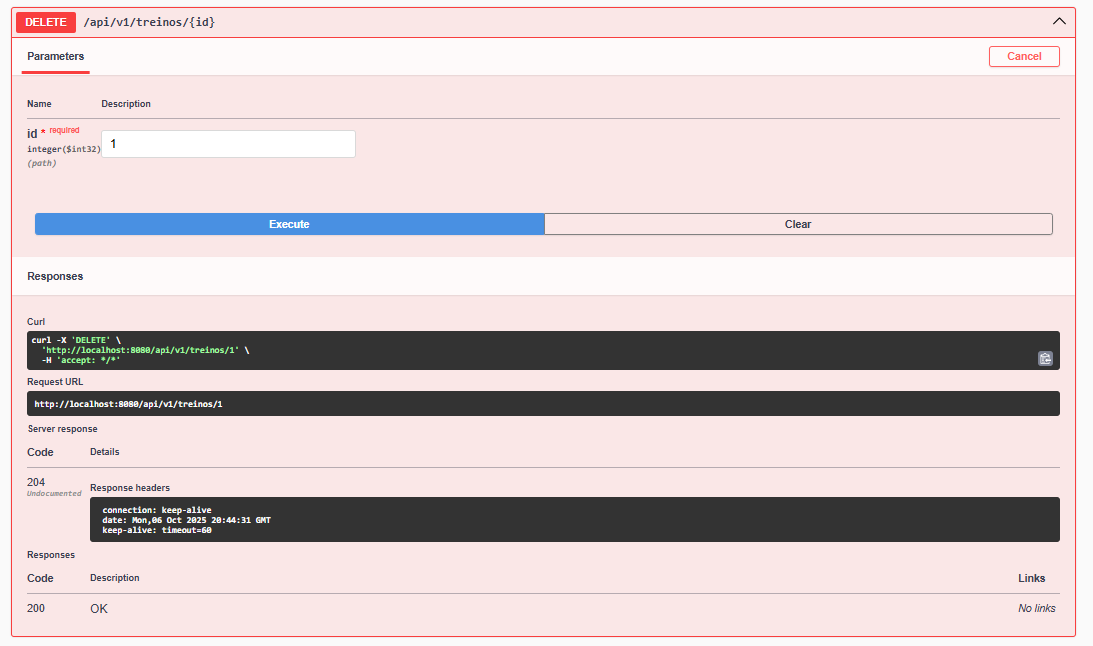 DELETE /api/v1/treinos/{id}
Parameters
Cancel
Name Description
id * required
integer($int32)
(path)
1
Execute Clear
Responses
Curl
curl -X 'DELETE' \
'http://localhost:8080/api/v1/treinos/1' \
-H 'accept: */*'
Request URL
http://localhost:8080/api/v1/treinos/1
Server response
Code Details
204
Undocumented
Response headers
connection: keep-alive
date: Mon,06 Oct 2025 20:44:31 GMT
keep-alive: timeout=60
Responses
Code Description Links
200 OK No links